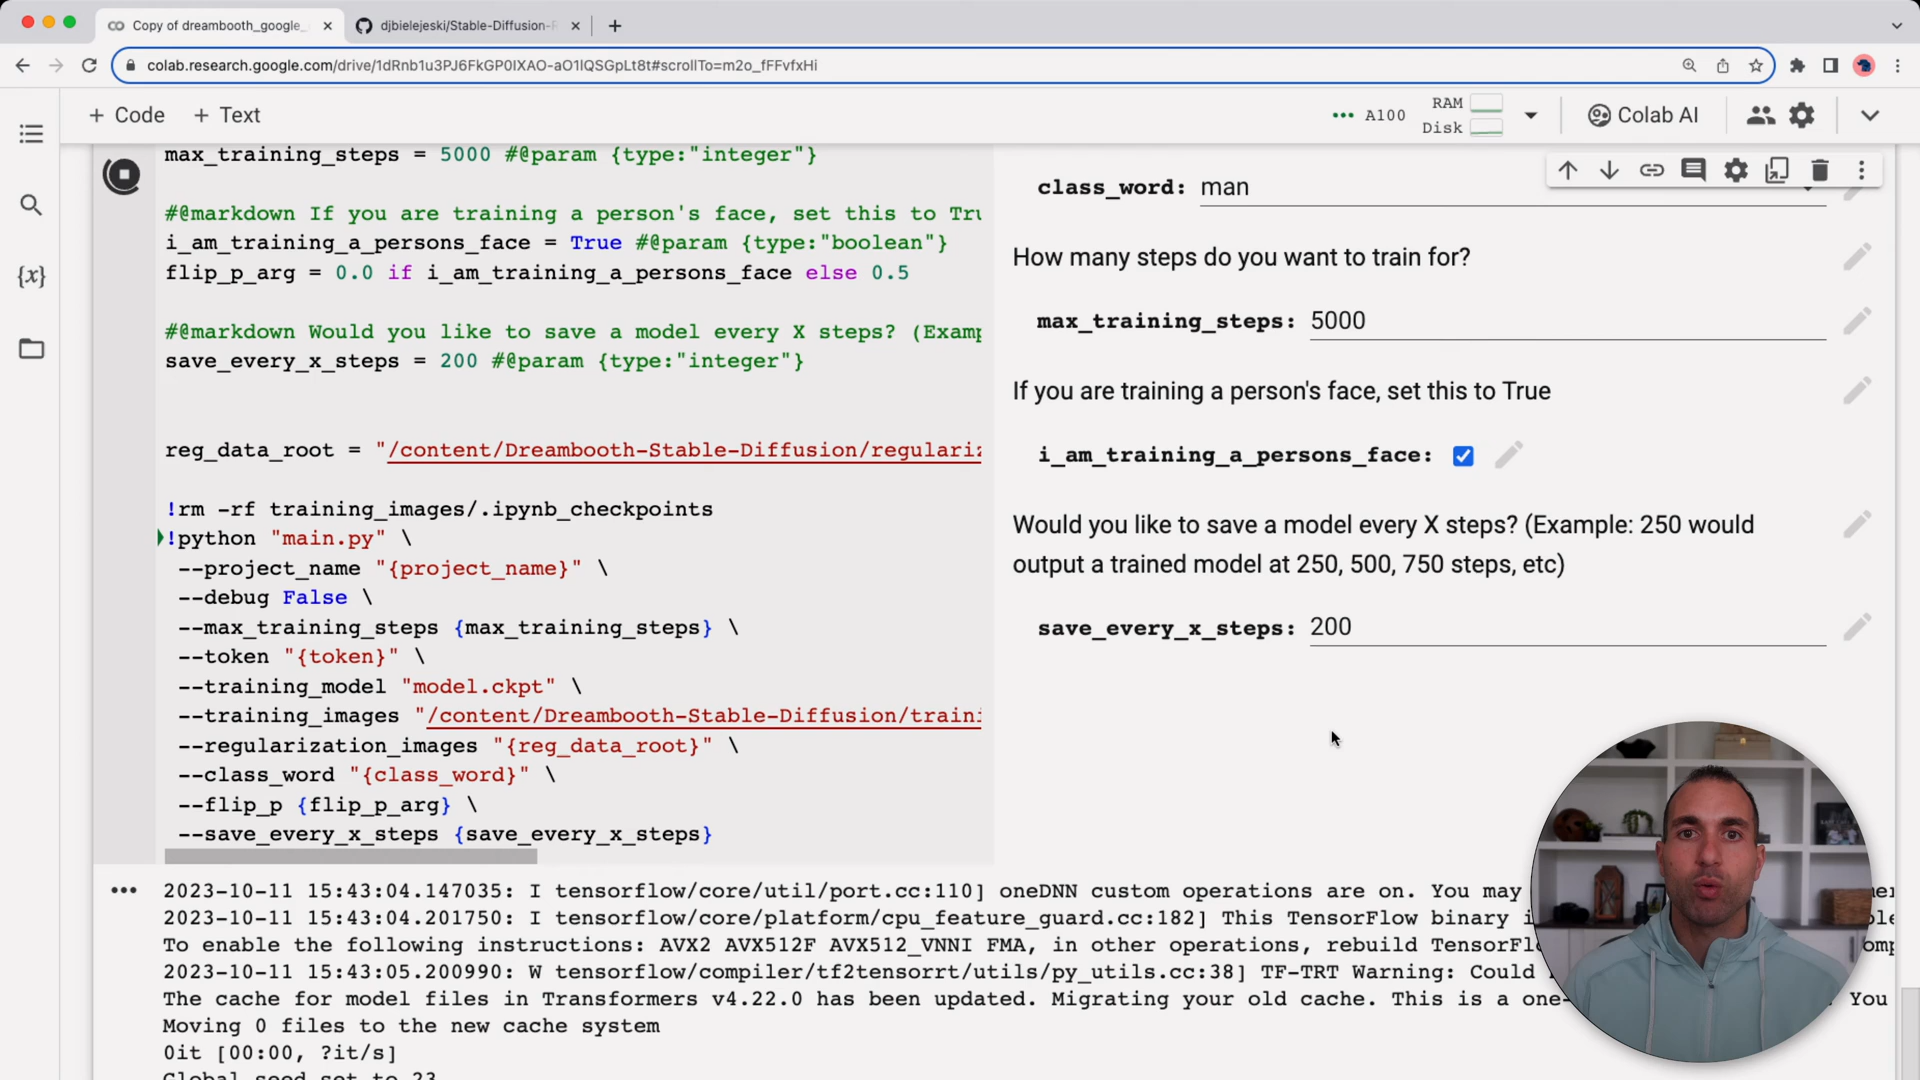 Copy of dreambooth_google_
djbielejeski/Stable-Diffusion-
colab.research.google.com/drive/1dRnb1u3PJ6FkGP0IXAO-aO1lQSGpLt8t#scrollTo=m2o_fFFvfxHi
+ Code + Text
A100
RAM
Disk
Colab AI
max_training_steps = 5000 #@param {type:"integer"}
#@markdown If you are training a person's face, set this to Tru
i_am_training_a_persons_face = True #@param {type:"boolean"}
flip_p_arg = 0.0 if i_am_training_a_persons_face else 0.5
#@markdown Would you like to save a model every X steps? (Examp
save_every_x_steps = 200 #@param {type:"integer"}
reg_data_root = "/content/Dreambooth-Stable-Diffusion/regulariz
!rm -rf training_images/.ipynb_checkpoints
!python "main.py" \
--project_name "{project_name}" \
--debug False \
--max_training_steps {max_training_steps} \
--token "{token}" \
--training_model "model.ckpt" \
--training_images "/content/Dreambooth-Stable-Diffusion/traini
--regularization_images "{reg_data_root}" \
--class_word "{class_word}" \
--flip_p {flip_p_arg} \
--save_every_x_steps {save_every_x_steps}
class_word: man
How many steps do you want to train for?
max_training_steps: 5000
If you are training a person's face, set this to True
i_am_training_a_persons_face:
Would you like to save a model every X steps? (Example: 250 would
output a trained model at 250, 500, 750 steps, etc)
save_every_x_steps: 200
2023-10-11 15:43:04.147035: I tensorflow/core/util/port.cc:110] oneDNN custom operations are on. You may
2023-10-11 15:43:04.201750: I tensorflow/core/platform/cpu_feature_guard.cc:182] This TensorFlow binary
To enable the following instructions: AVX2 AVX512F AVX512_VNNI FMA, in other operations, rebuild TensorFl
2023-10-11 15:43:05.200990: W tensorflow/compiler/tf2tensorrt/utils/py_utils.cc:38] TF-TRT Warning: Could
The cache for model files in Transformers v4.22.0 has been updated. Migrating your old cache. This is a one- You
Moving 0 files to the new cache system
0it [00:00, ?it/s]
Global seed set to 23